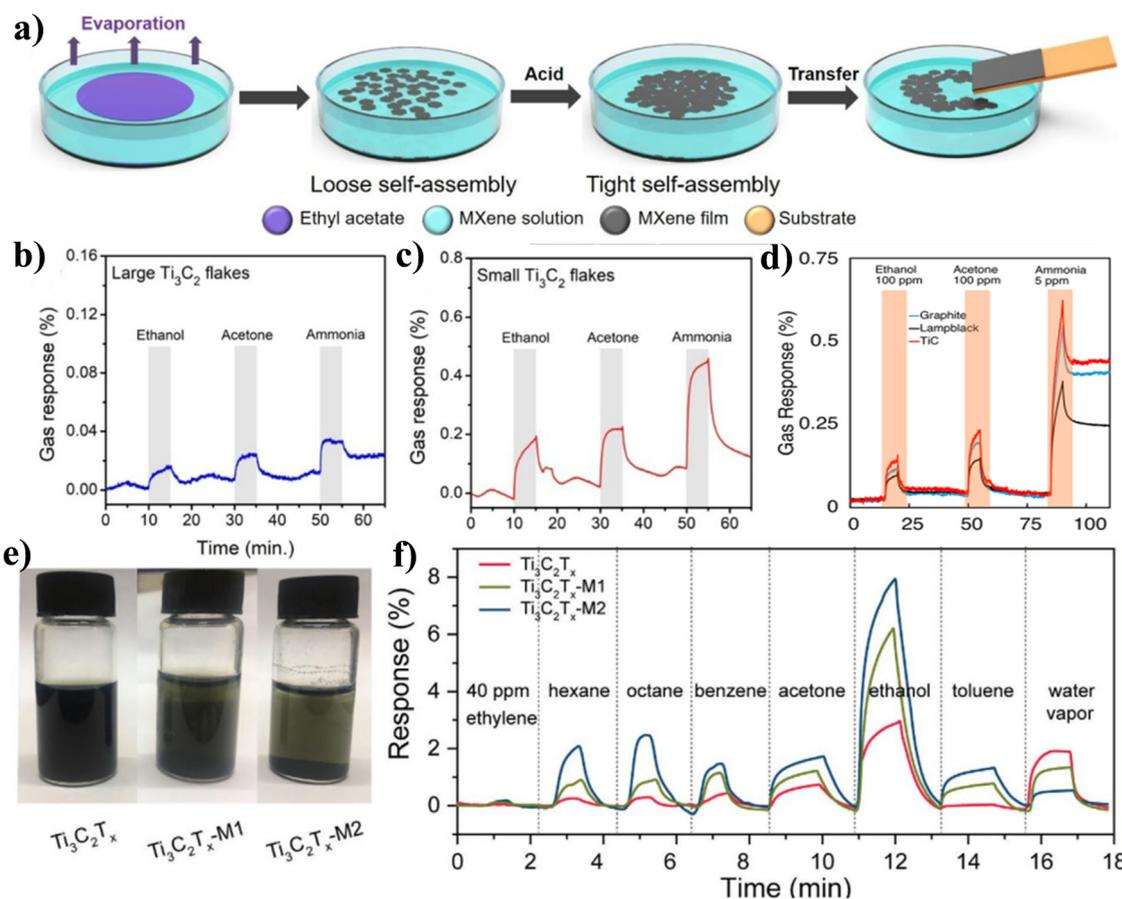 a)
Evaporation
Acid
Transfer
Loose self-assembly
Tight self-assembly
Ethyl acetate
MXene solution
MXene film
Substrate
b)
Large Ti₃C₂ flakes
Ethanol
Acetone
Ammonia
Gas response (%)
0.16
0.12
0.08
0.04
0.00
0 10 20 30 40 50 60
Time (min.)
c)
Small Ti₃C₂ flakes
Ethanol
Acetone
Ammonia
Gas response (%)
0.8
0.6
0.4
0.2
0.0
0 10 20 30 40 50 60
d)
Ethanol
100 ppm
Acetone
100 ppm
Ammonia
5 ppm
Graphite
Lampblack
TiC
Gas Response (%)
0.75
0.5
0.25
0
0 25 50 75 100
e)
Ti₃C₂Tₓ
Ti₃C₂Tₓ-M1
Ti₃C₂Tₓ-M2
f)
Ti₃C₂Tₓ
Ti₃C₂Tₓ-M1
Ti₃C₂Tₓ-M2
40 ppm
ethylene
hexane
octane
benzene
acetone
ethanol
toluene
water
vapor
Response (%)
8
6
4
2
0
0 2 4 6 8 10 12 14 16 18
Time (min)